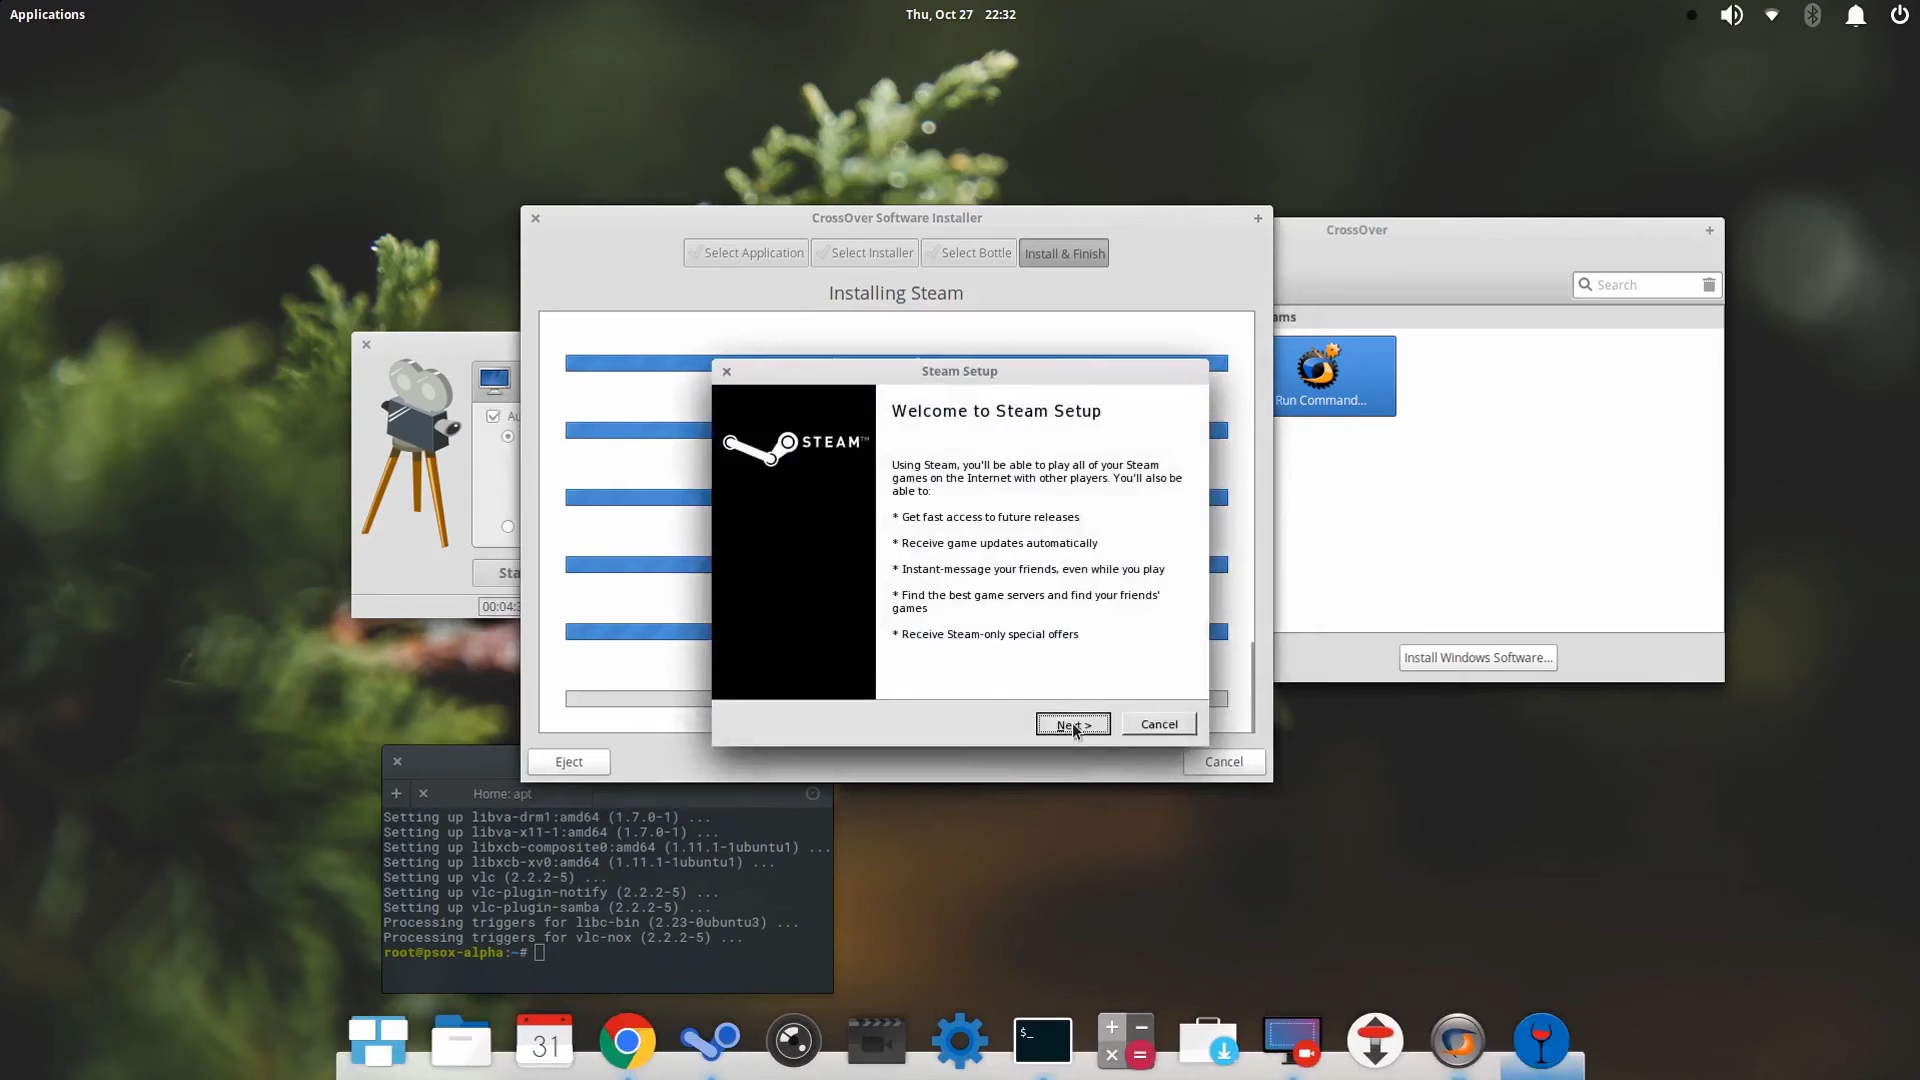 Applications
Thu, Oct 27 22:32
CrossOver Software Installer
Select Application
Select Installer
Select Bottle
Install & Finish
Installing Steam
CrossOver
Search
Run Command...
Install Windows Software...
Steam Setup
STEAM™
Welcome to Steam Setup
Using Steam, you'll be able to play all of your Steam
games on the Internet with other players. You'll also be
able to:
* Get fast access to future releases
* Receive game updates automatically
* Instant-message your friends, even while you play
* Find the best game servers and find your friends'
games
* Receive Steam-only special offers
Next >
Cancel
Eject
Cancel
Home: apt
Setting up libva-drm1:amd64 (1.7.0-1) ...
Setting up libva-x11-1:amd64 (1.7.0-1) ...
Setting up libxcb-composite0:amd64 (1.11.1-1ubuntu1) ...
Setting up libxcb-xv0:amd64 (1.11.1-1ubuntu1) ...
Setting up vlc (2.2.2-5) ...
Setting up vlc-plugin-notify (2.2.2-5) ...
Setting up vlc-plugin-samba (2.2.2-5) ...
Processing triggers for libc-bin (2.23-0ubuntu3) ...
Processing triggers for vlc-nox (2.2.2-5) ...
root@psox-alpha:~#
31
$_